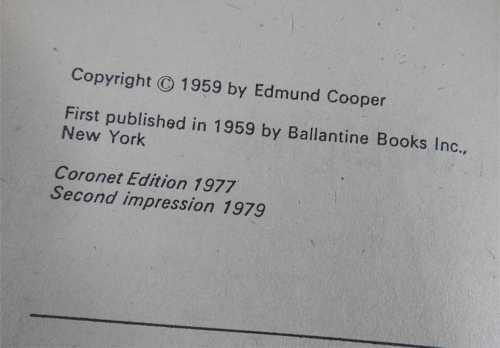 Copyright © 1959 by Edmund Cooper
First published in 1959 by Ballantine Books Inc.,
New York
Coronet Edition 1977
Second impression 1979